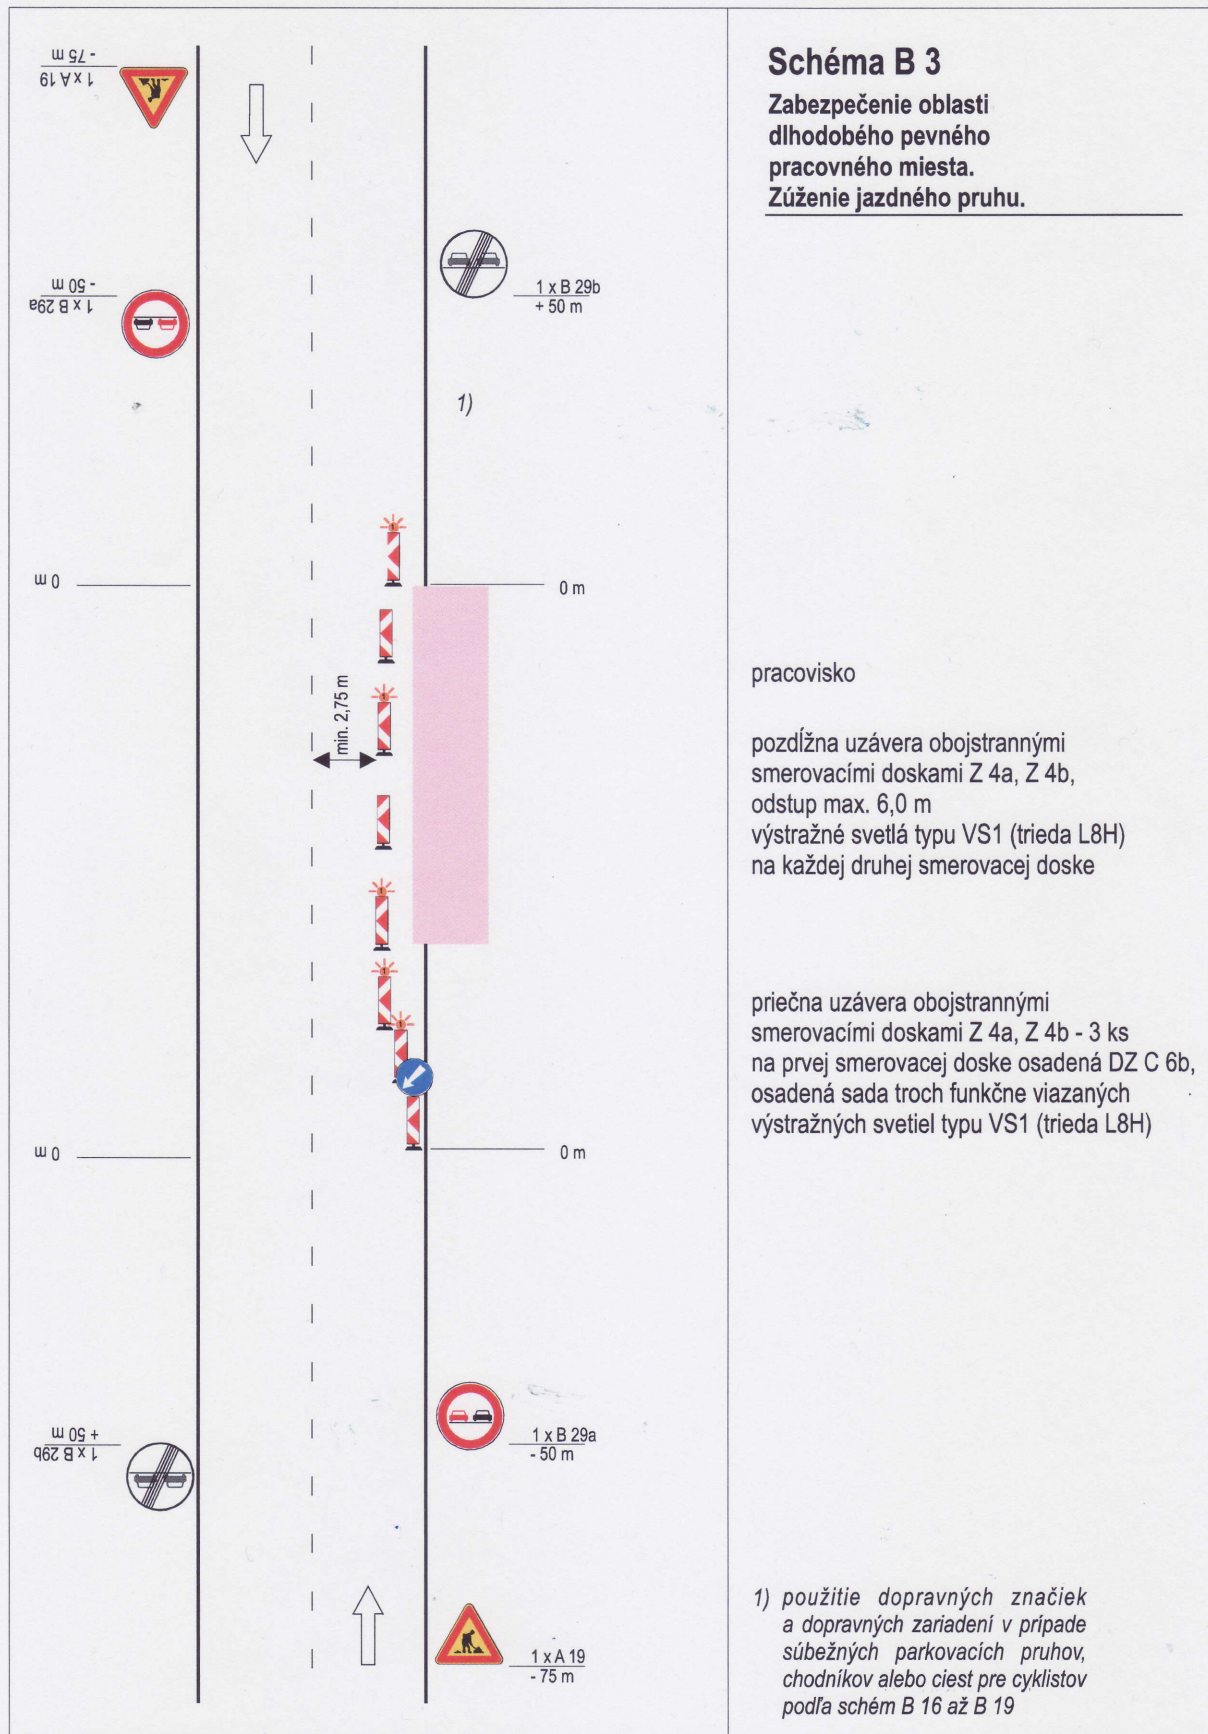 Schéma B 3
Zabezpečenie oblasti
dlhodobého pevného
pracovného miesta.
Zúženie jazdného pruhu.
1 x A 19
- 75 m
1 x B 29b
+ 50 m
1 x B 29a
- 50 m
1)
0 m
0 m
min. 2,75 m
pracovisko
pozdĺžna uzávera obojstrannými
smerovacími doskami Z 4a, Z 4b,
odstup max. 6,0 m
výstražné svetlá typu VS1 (trieda L8H)
na každej druhej smerovacej doske
priečna uzávera obojstrannými
smerovacími doskami Z 4a, Z 4b - 3 ks
na prvej smerovacej doske osadená DZ C 6b,
osadená sada troch funkčne viazaných
výstražných svetiel typu VS1 (trieda L8H)
0 m
0 m
1 x B 29a
- 50 m
1 x B 29b
+ 50 m
1 x A 19
- 75 m
1) použitie dopravných značiek
a dopravných zariadení v prípade
súbežných parkovacích pruhov,
chodníkov alebo ciest pre cyklistov
podľa schém B 16 až B 19